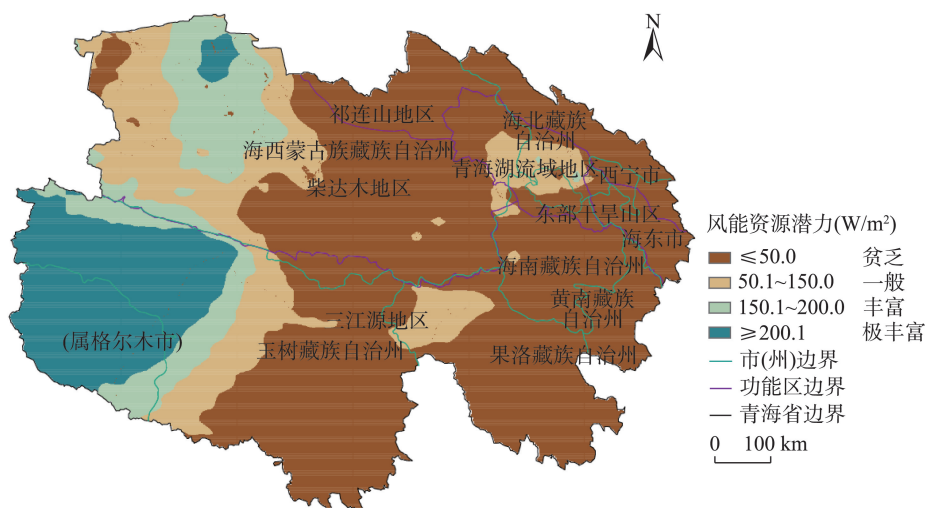 N
祁连山地区
海北藏族
自治州
海西蒙古族藏族自治州
青海湖流域地区
西宁市
柴达木地区
东部干旱山区
海东市
海南藏族自治州
黄南藏族
自治州
三江源地区
(属格尔木市)
玉树藏族自治州
果洛藏族自治州
风能资源潜力(W/m²)
≤50.0 贫乏
50.1~150.0 一般
150.1~200.0 丰富
≥200.1 极丰富
市(州)边界
功能区边界
青海省边界
0 100 km